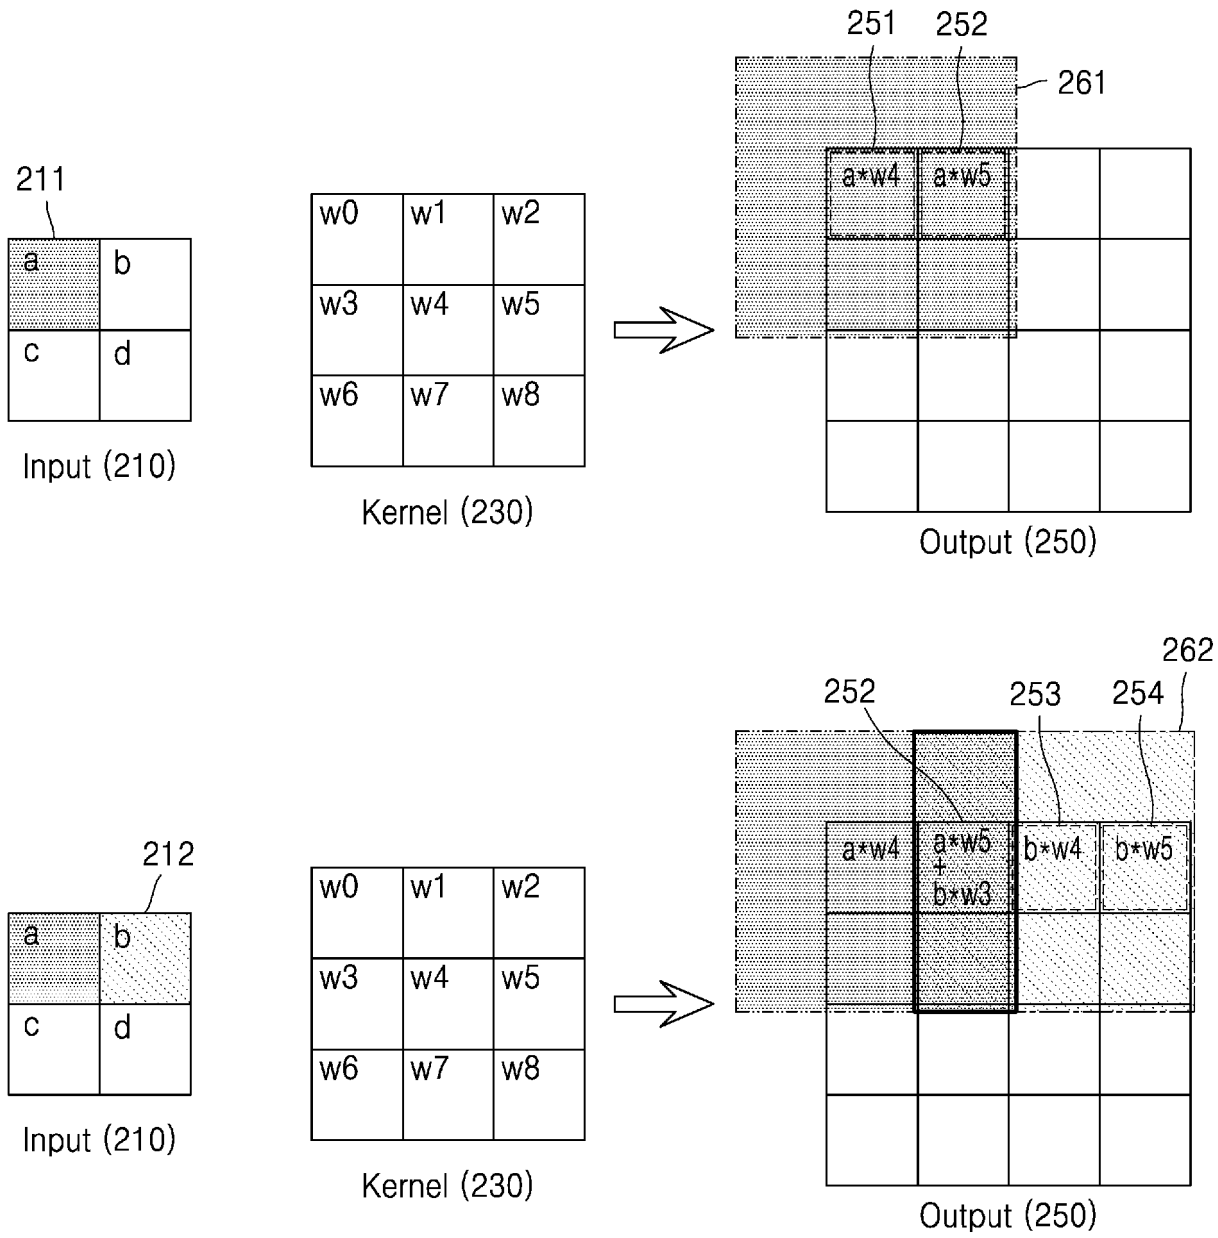 251 252
261
211
a*w4 a*w5
w0 w1 w2
a b
w3 w4 w5
c d
w6 w7 w8
Input (210)
Kernel (230)
Output (250)
262
252 253 254
212
a*w4 a*w5 b*w4 b*w5
+
b*w3
w0 w1 w2
a b
w3 w4 w5
c d
w6 w7 w8
Input (210)
Kernel (230)
Output (250)